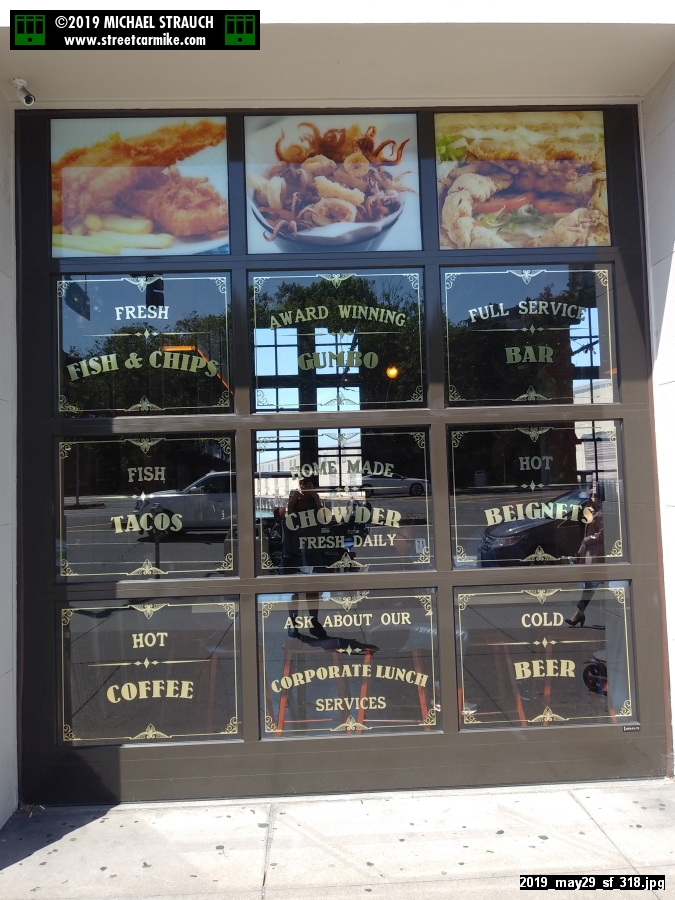 ©2019 MICHAEL STRAUCH
www.streetcarmike.com
FRESH
FISH & CHIPS
AWARD WINNING
GUMBO
FULL SERVICE
BAR
FISH
TACOS
HOME MADE
CHOWDER
FRESH DAILY
HOT
BEIGNETS
HOT
COFFEE
ASK ABOUT OUR
CORPORATE LUNCH
SERVICES
COLD
BEER
2019_may29_sf_318.jpg